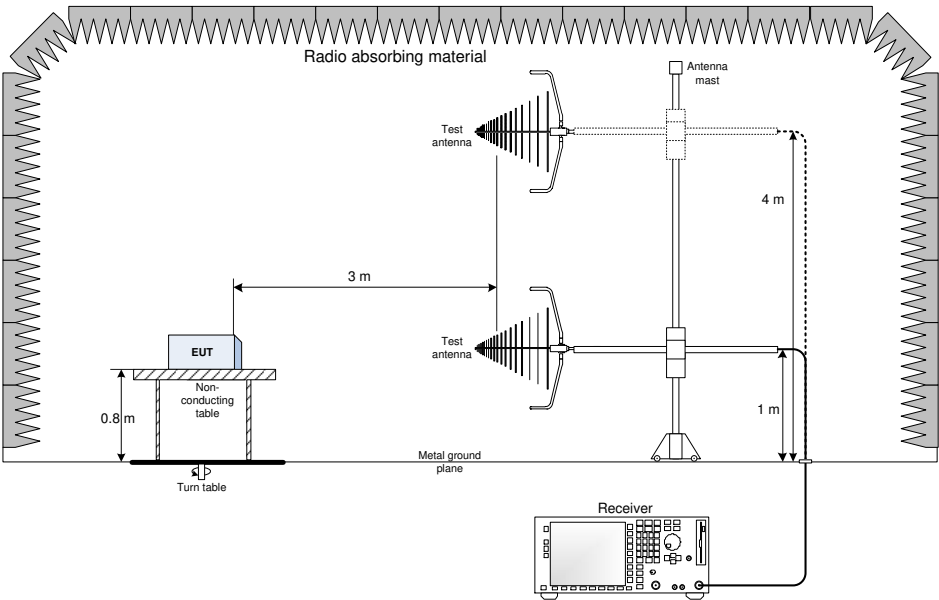 Radio absorbing material
Antenna
mast
Test
antenna
4 m
3 m
Test
antenna
EUT
Non-
conducting
table
0.8 m
1 m
Metal ground
plane
Turn table
Receiver